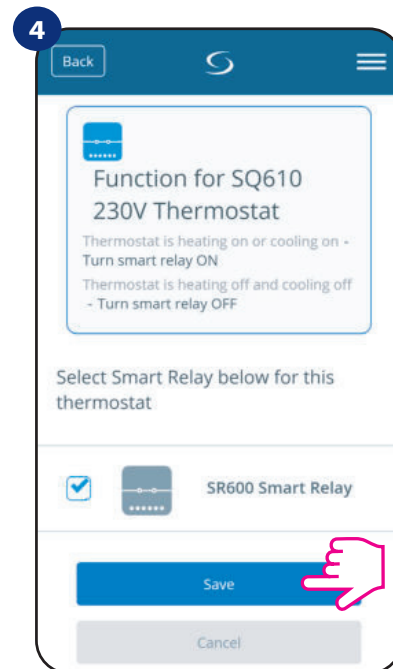 4
Back
Function for SQ610
230V Thermostat
Thermostat is heating on or cooling on -
Turn smart relay ON
Thermostat is heating off and cooling off
- Turn smart relay OFF
Select Smart Relay below for this
thermostat
SR600 Smart Relay
Save
Cancel